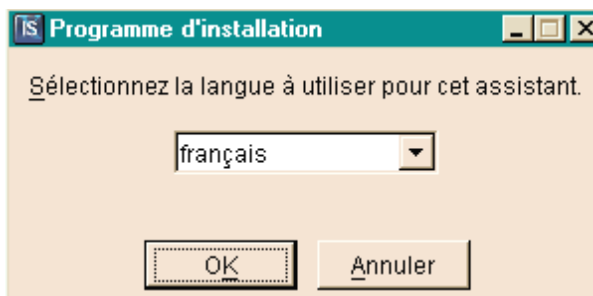 IS Programme d'installation
Sélectionnez la langue à utiliser pour cet assistant.
français
OK Annuler